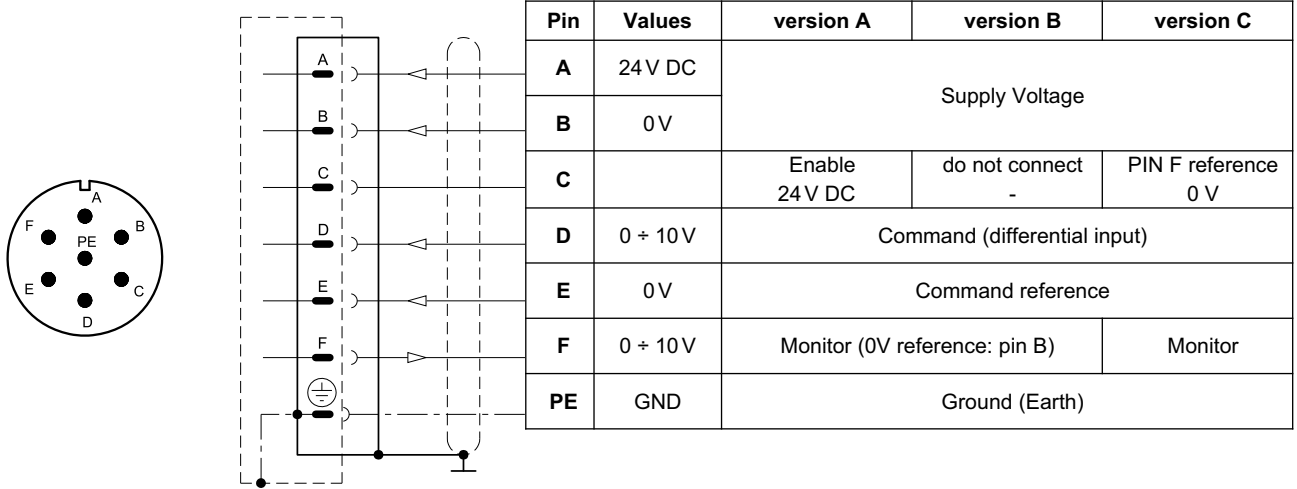 A
F
B
PE
E
C
D
A
B
C
D
E
F
Pin Values version A version B version C
A 24 V DC
Supply Voltage
B 0 V
C Enable do not connect PIN F reference
24 V DC - 0 V
D 0 ÷ 10 V Command (differential input)
E 0 V Command reference
F 0 ÷ 10 V Monitor (0V reference: pin B) Monitor
PE GND Ground (Earth)